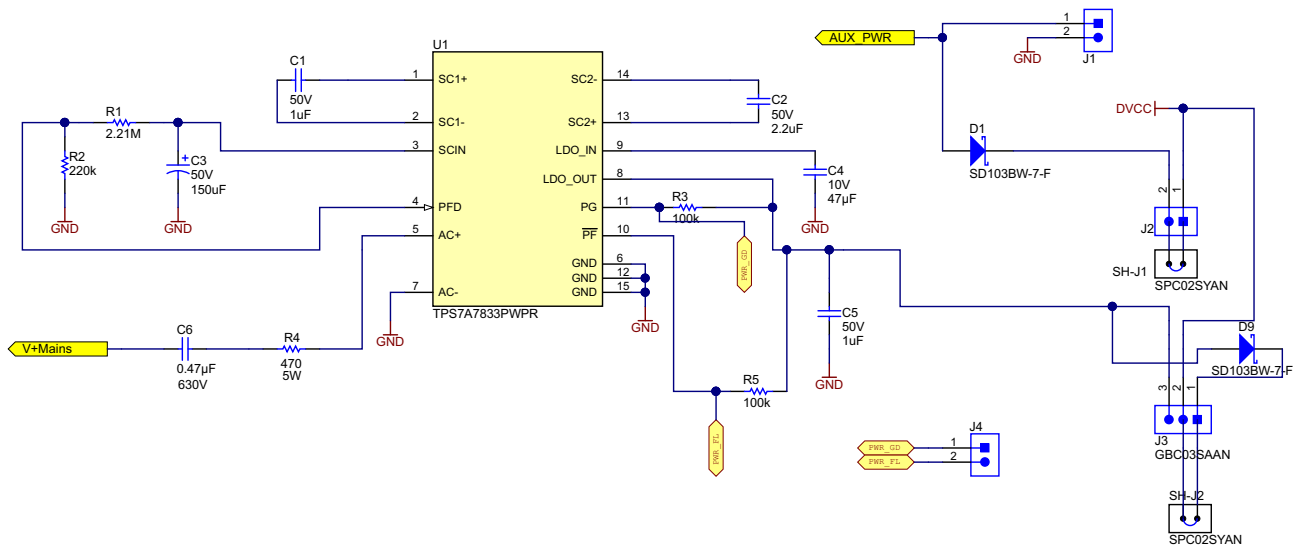 U1
TPS7A7833PWPR
1 SC1+
2 SC1-
3 SCIN
4 PFD
5 AC+
7 AC-
SC2- 14
SC2+ 13
LDO_IN 9
LDO_OUT 8
PG 11
PF 10
GND 6
GND 12
GND 15
GND
GND
C1
50V
1uF
C2
50V
2.2uF
R1
2.21M
R2
220k
GND
C3
50V
150uF
GND
C4
10V
47µF
GND
R3
100k
PWR_GD
C5
50V
1uF
GND
R5
100k
PWR_FL
V+Mains
C6
0.47µF
630V
R4
470
5W
AUX_PWR
1
2
GND
J1
DVCC
D1
SD103BW-7-F
2
1
J2
SH-J1
SPC02SYAN
D9
SD103BW-7-F
3
2
1
J3
GBC03SAAN
SH-J2
SPC02SYAN
J4
PWR_GD 1
PWR_FL 2